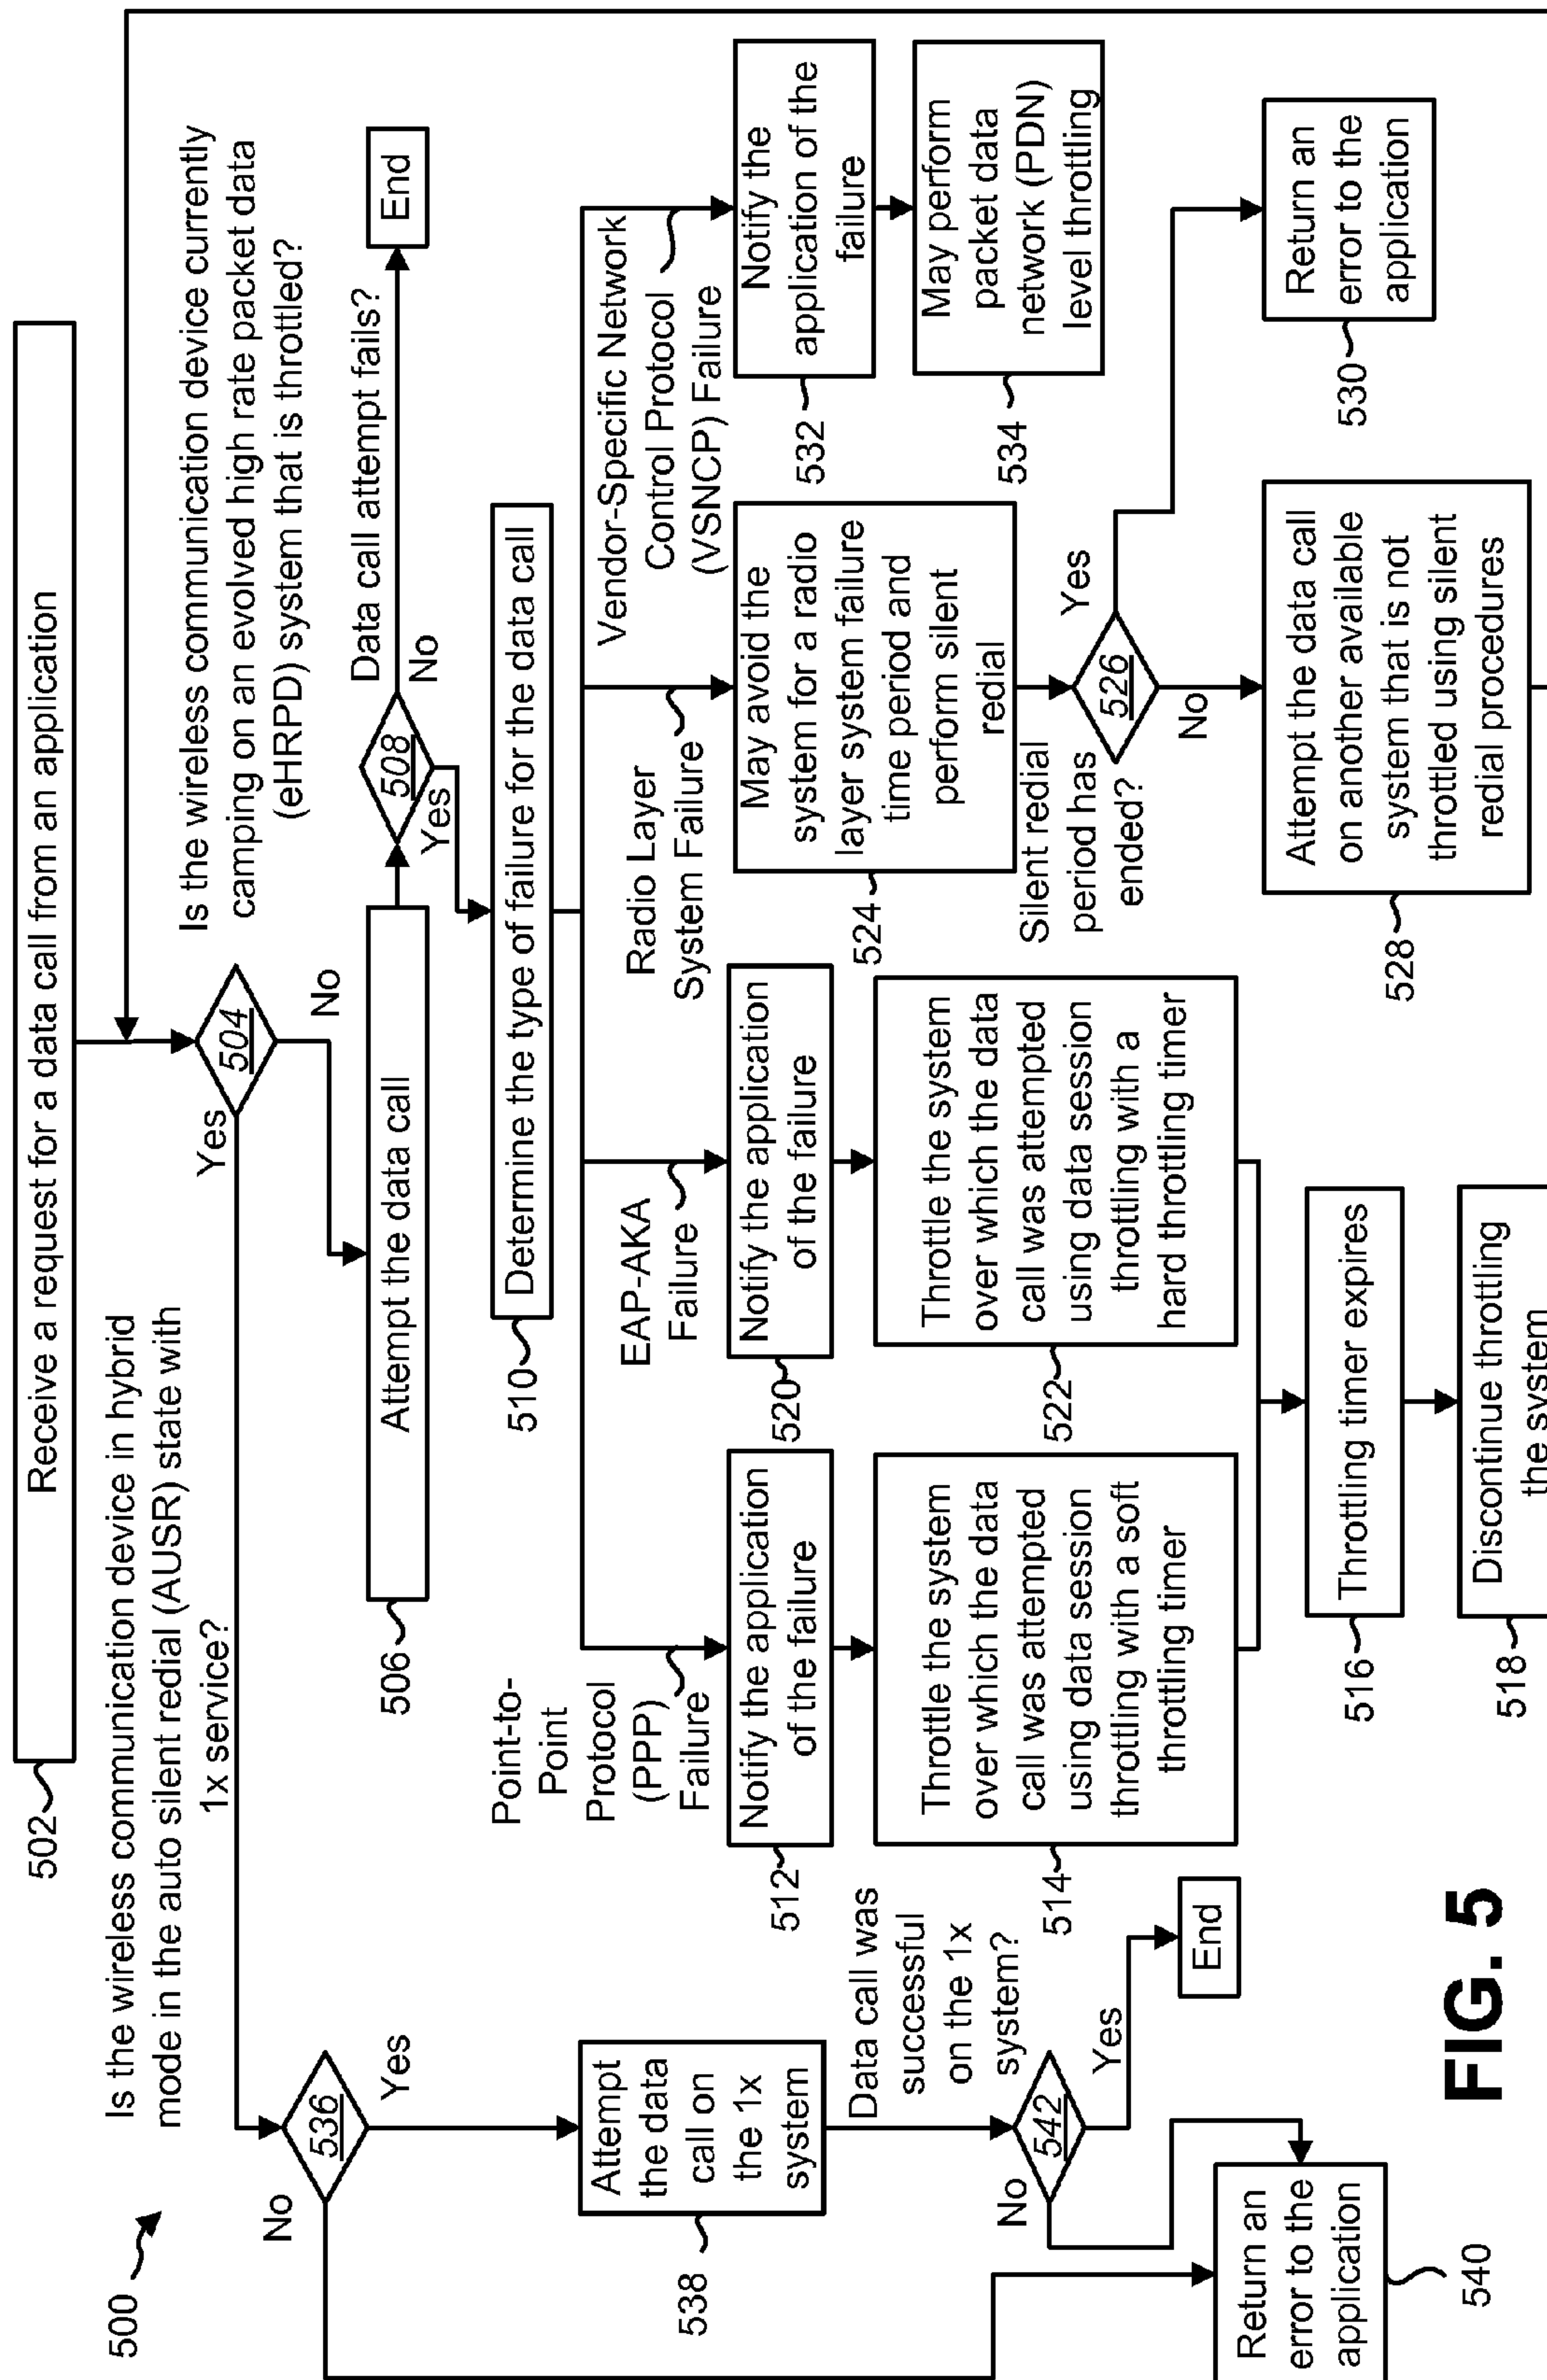 500
502
Receive a request for a data call from an application
Is the wireless communication device in hybrid
mode in the auto silent redial (AUSR) state with
1x service?
Yes
504
No
Is the wireless communication device currently
camping on an evolved high rate packet data
(eHRPD) system that is throttled?
No
536
Yes
506
Attempt the data call
508
Yes
No
Data call attempt fails?
End
510
Determine the type of failure for the data call
Point-to-
Point
Protocol
(PPP)
Failure
EAP-AKA
Failure
Radio Layer
System Failure
Vendor-Specific Network
Control Protocol
(VSNCP) Failure
538
Attempt
the data
call on
the 1x
system
512
Notify the application
of the failure
520
Notify the application
of the failure
524
May avoid the
system for a radio
layer system failure
time period and
perform silent
redial
532
Notify the
application of the
failure
534
May perform
packet data
network (PDN)
level throttling
514
Throttle the system
over which the data
call was attempted
using data session
throttling with a soft
throttling timer
522
Throttle the system
over which the data
call was attempted
using data session
throttling with a
hard throttling timer
Data call was
successful
on the 1x
system?
No
542
Yes
End
Silent redial
period has
ended?
526
Yes
No
540
Return an
error to the
application
516
Throttling timer expires
518
Discontinue throttling
the system
528
Attempt the data call
on another available
system that is not
throttled using silent
redial procedures
530
Return an
error to the
application
FIG. 5